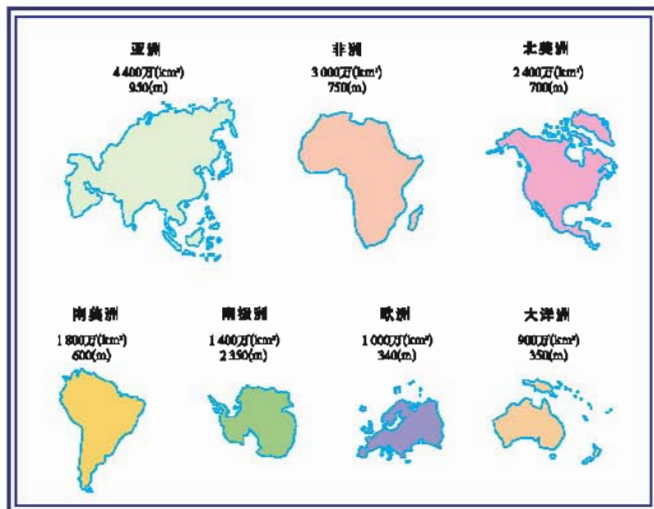 亚洲
4 400万(km²)
950(m)
非洲
3 000万(km²)
750(m)
北美洲
2 400万(km²)
700(m)
南美洲
1 800万(km²)
600(m)
南极洲
1 400万(km²)
2 350(m)
欧洲
1 000万(km²)
340(m)
大洋洲
900万(km²)
350(m)